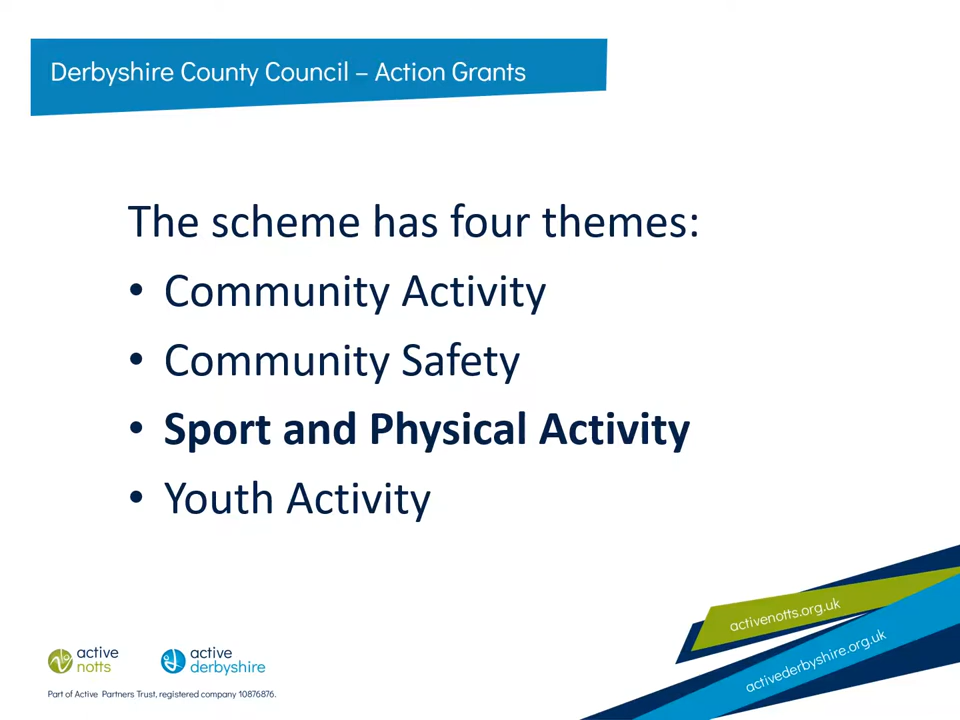 Derbyshire County Council – Action Grants
The scheme has four themes:
• Community Activity
• Community Safety
• Sport and Physical Activity
• Youth Activity
activenotts.org.uk
activederbyshire.org.uk
active
notts
active
derbyshire
Part of Active Partners Trust, registered company 10876876.